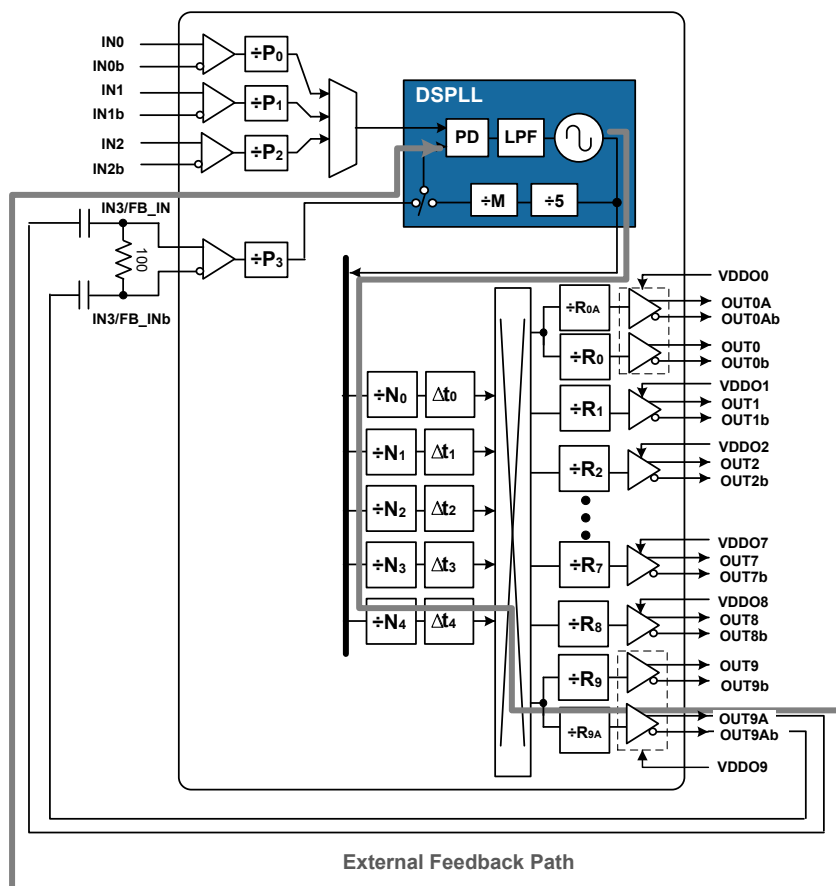 IN0
IN0b
÷P0
IN1
IN1b
÷P1
IN2
IN2b
÷P2
DSPLL
PD
LPF
÷M
÷5
IN3/FB_IN
100
÷P3
IN3/FB_INb
÷N0
Δt0
÷N1
Δt1
÷N2
Δt2
÷N3
Δt3
÷N4
Δt4
÷R0A
÷R0
÷R1
÷R2
÷R7
÷R8
÷R9
÷R9A
VDDO0
OUT0A
OUT0Ab
OUT0
OUT0b
VDDO1
OUT1
OUT1b
VDDO2
OUT2
OUT2b
VDDO7
OUT7
OUT7b
VDDO8
OUT8
OUT8b
OUT9
OUT9b
OUT9A
OUT9Ab
VDDO9
External Feedback Path